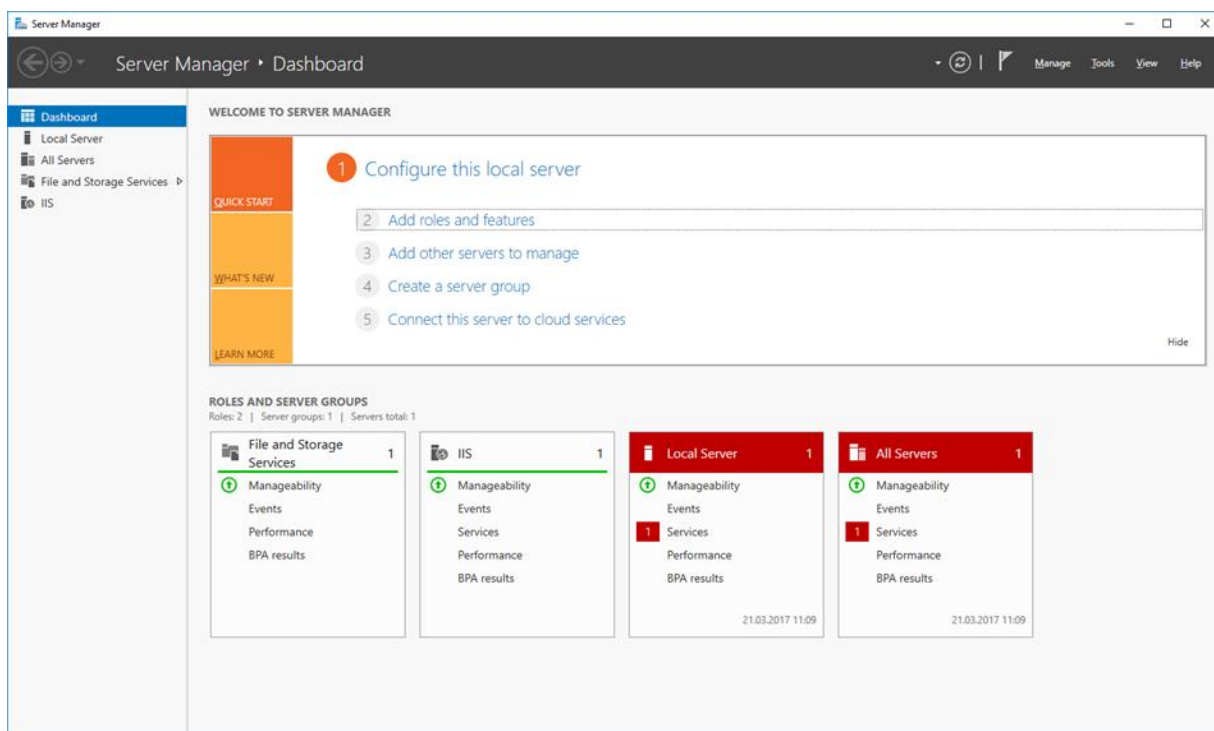 Server Manager
Server Manager • Dashboard
Manage Tools View Help
Dashboard
Local Server
All Servers
File and Storage Services
IIS
WELCOME TO SERVER MANAGER
QUICK START
WHAT'S NEW
LEARN MORE
1 Configure this local server
2 Add roles and features
3 Add other servers to manage
4 Create a server group
5 Connect this server to cloud services
Hide
ROLES AND SERVER GROUPS
Roles: 2 | Server groups: 1 | Servers total: 1
File and Storage
Services 1
Manageability
Events
Performance
BPA results
IIS 1
Manageability
Events
Services
Performance
BPA results
Local Server 1
Manageability
Events
1 Services
Performance
BPA results
21.03.2017 11:09
All Servers 1
Manageability
Events
1 Services
Performance
BPA results
21.03.2017 11:09